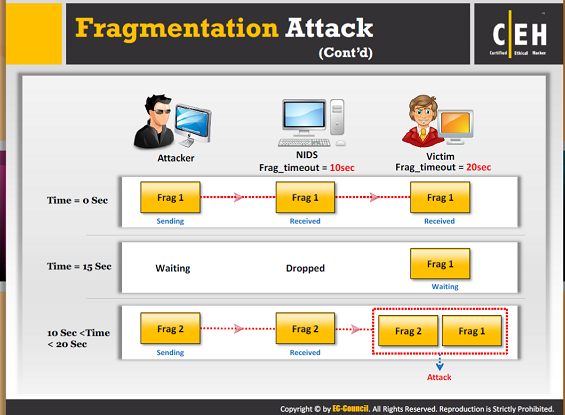 Fragmentation Attack
(Cont'd)
C EH
Certified Ethical Hacker
Attacker
NIDS
Frag_timeout = 10sec
Victim
Frag_timeout = 20sec
Time = 0 Sec
Frag 1
Frag 1
Frag 1
Sending
Received
Received
Time = 15 Sec
Waiting
Dropped
Frag 1
Waiting
10 Sec <Time
< 20 Sec
Frag 2
Frag 2
Frag 2
Frag 1
Sending
Received
Attack
Copyright © by EG-Council. All Rights Reserved. Reproduction is Strictly Prohibited.